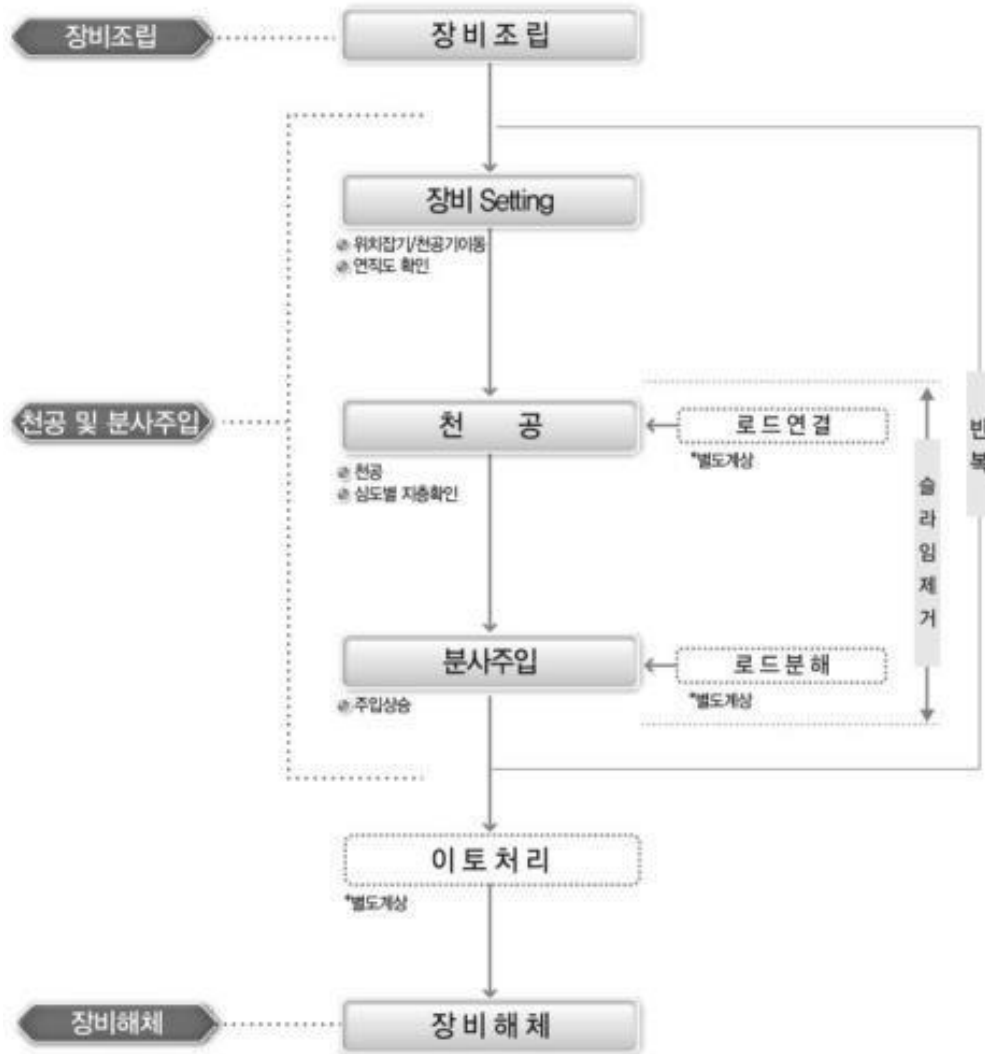 장비조립
장 비 조 립
장비 Setting
위치잡기/천공기이동
연직도 확인
천공 및 분사주입
천 공
로 드 연 결
*별도계상
천공
심도별 지층확인
반복
슬라임제거
분사주입
로 드 분 해
*별도계상
주입상승
이 토 처 리
*별도계상
장비해체
장 비 해 체